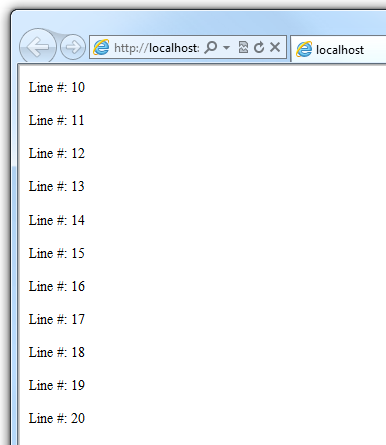 http://localhost:
localhost
Line #: 10
Line #: 11
Line #: 12
Line #: 13
Line #: 14
Line #: 15
Line #: 16
Line #: 17
Line #: 18
Line #: 19
Line #: 20